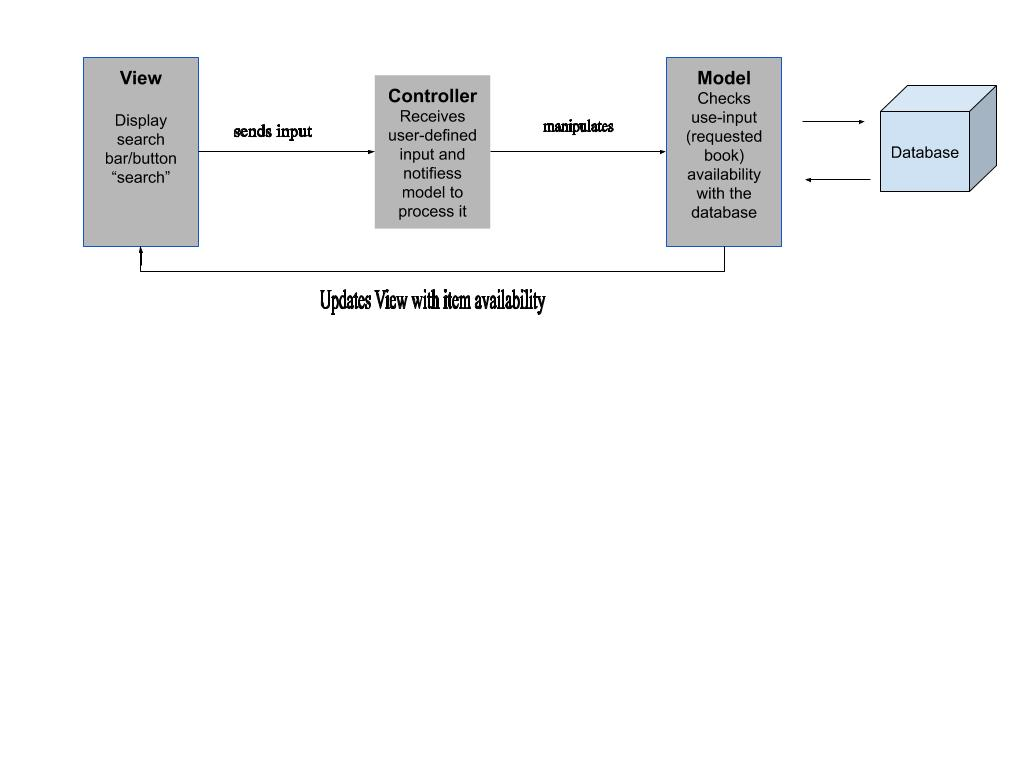 View
Display
search
bar/button
“search”
sends input
Controller
Receives
user-defined
input and
notifiess
model to
process it
manipulates
Model
Checks
use-input
(requested
book)
availability
with the
database
Database
Updates View with item availability